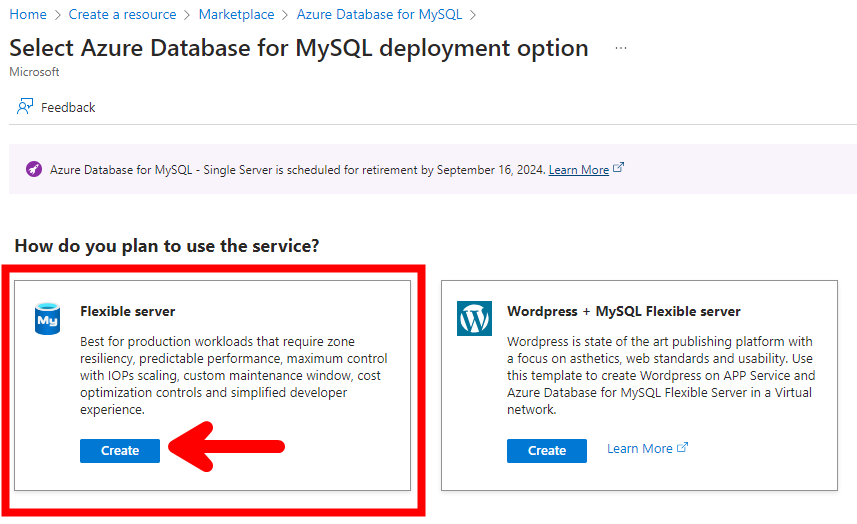 Home > Create a resource > Marketplace > Azure Database for MySQL >
Select Azure Database for MySQL deployment option ...
Microsoft
Feedback
Azure Database for MySQL - Single Server is scheduled for retirement by September 16, 2024. Learn More
How do you plan to use the service?
My
Flexible server
Best for production workloads that require zone
resiliency, predictable performance, maximum control
with IOPs scaling, custom maintenance window, cost
optimization controls and simplified developer
experience.
Create
W
Wordpress + MySQL Flexible server
Wordpress is state of the art publishing platform with
a focus on asthetics, web standards and usability. Use
this template to create Wordpress on APP Service and
Azure Database for MySQL Flexible Server in a Virtual
network.
Create
Learn More